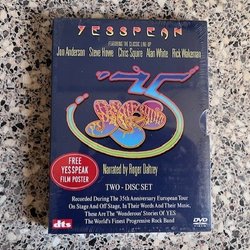 YESSPEAK
FEATURING THE CLASSIC LINE-UP
Jon Anderson Steve Howe Chris Squire Alan White Rick Wakeman
35
YES
FREE
YESSPEAK
FILM POSTER
Narrated by Roger Daltrey
TWO-DISC SET
Recorded During The 35th Anniversary European Tour
On Stage And Off Stage, In Their Words And Their Music,
These Are The 'Wonderous' Stories Of YES
The World's Finest Progressive Rock Band
dts
DVD